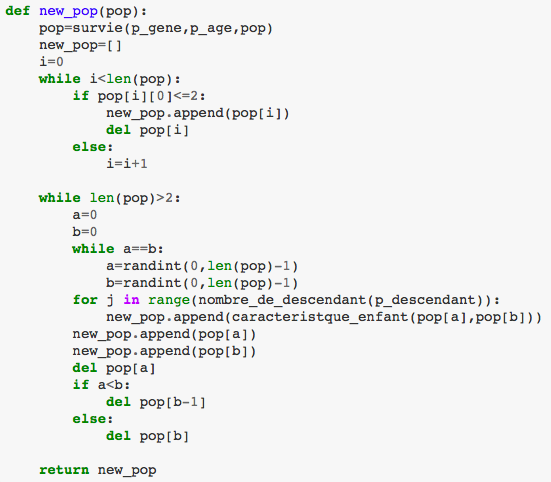 def new_pop(pop):
    pop=survie(p_gene,p_age,pop)
    new_pop=[]
    i=0
    while i<len(pop):
        if pop[i][0]<=2:
            new_pop.append(pop[i])
            del pop[i]
        else:
            i=i+1

    while len(pop)>2:
        a=0
        b=0
        while a==b:
            a=randint(0,len(pop)-1)
            b=randint(0,len(pop)-1)
        for j in range(nombre_de_descendant(p_descendant)):
            new_pop.append(caracteristque_enfant(pop[a],pop[b]))
        new_pop.append(pop[a])
        new_pop.append(pop[b])
        del pop[a]
        if a<b:
            del pop[b-1]
        else:
            del pop[b]

    return new_pop